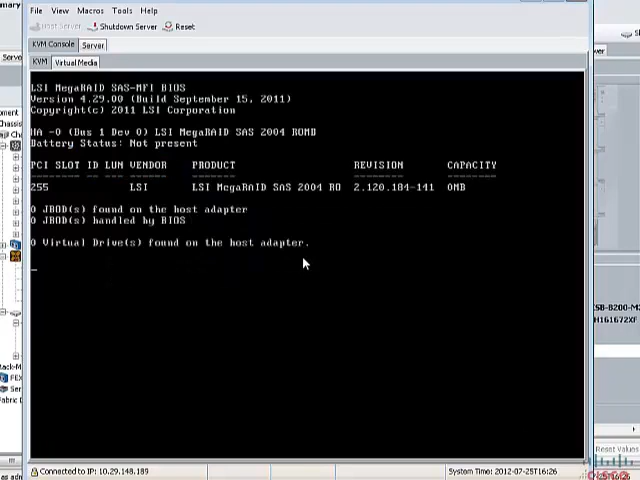 File View Macros Tools Help
Boot Server Shutdown Server Reset
KVM Console Server
KVM Virtual Media
LSI MegaRAID SAS-MFI BIOS
Version 4.29.00 (Build September 15, 2011)
Copyright(c) 2011 LSI Corporation
HA -0 (Bus 1 Dev 0) LSI MegaRAID SAS 2004 ROMB
Battery Status: Not present
PCI SLOT ID LUN VENDOR PRODUCT REVISION CAPACITY
255 LSI LSI MegaRAID SAS 2004 RO 2.120.184-141 0MB
0 JBOD(s) found on the host adapter
0 JBOD(s) handled by BIOS
0 Virtual Drive(s) found on the host adapter.
Connected to IP: 10.29.148.189
System Time: 2012-07-25T16:26
Reset Values